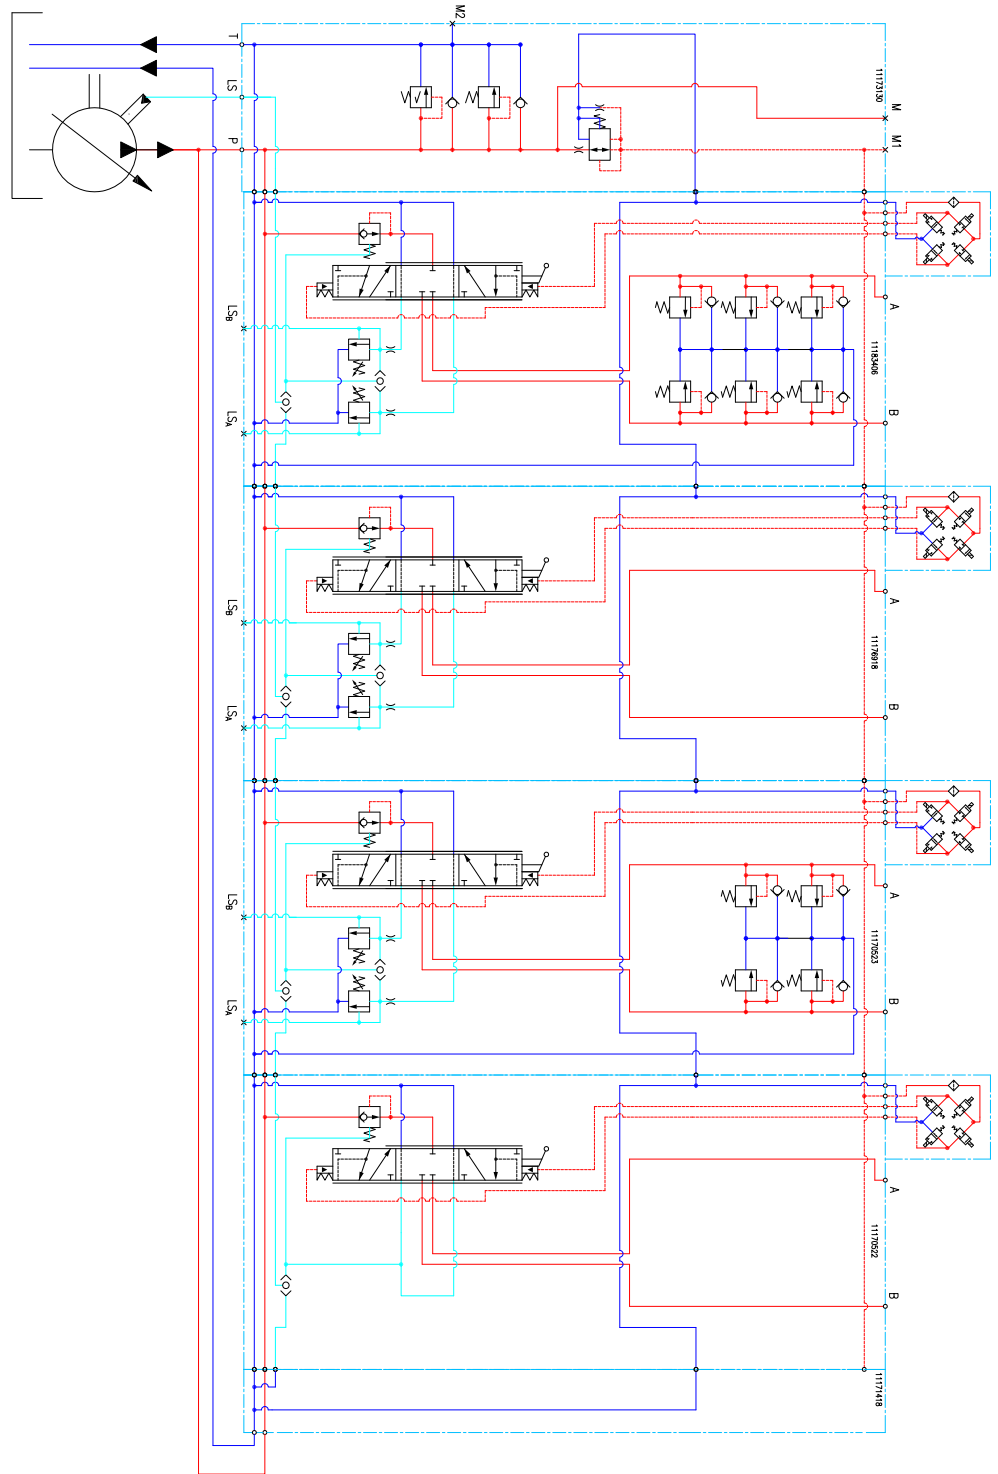 M2
T
LS
P
11173130
M
M1
A
LSB
11183406
LSA
B
A
LSB
11176918
LSA
B
A
LSB
11170523
LSA
B
A
11170522
B
11171418